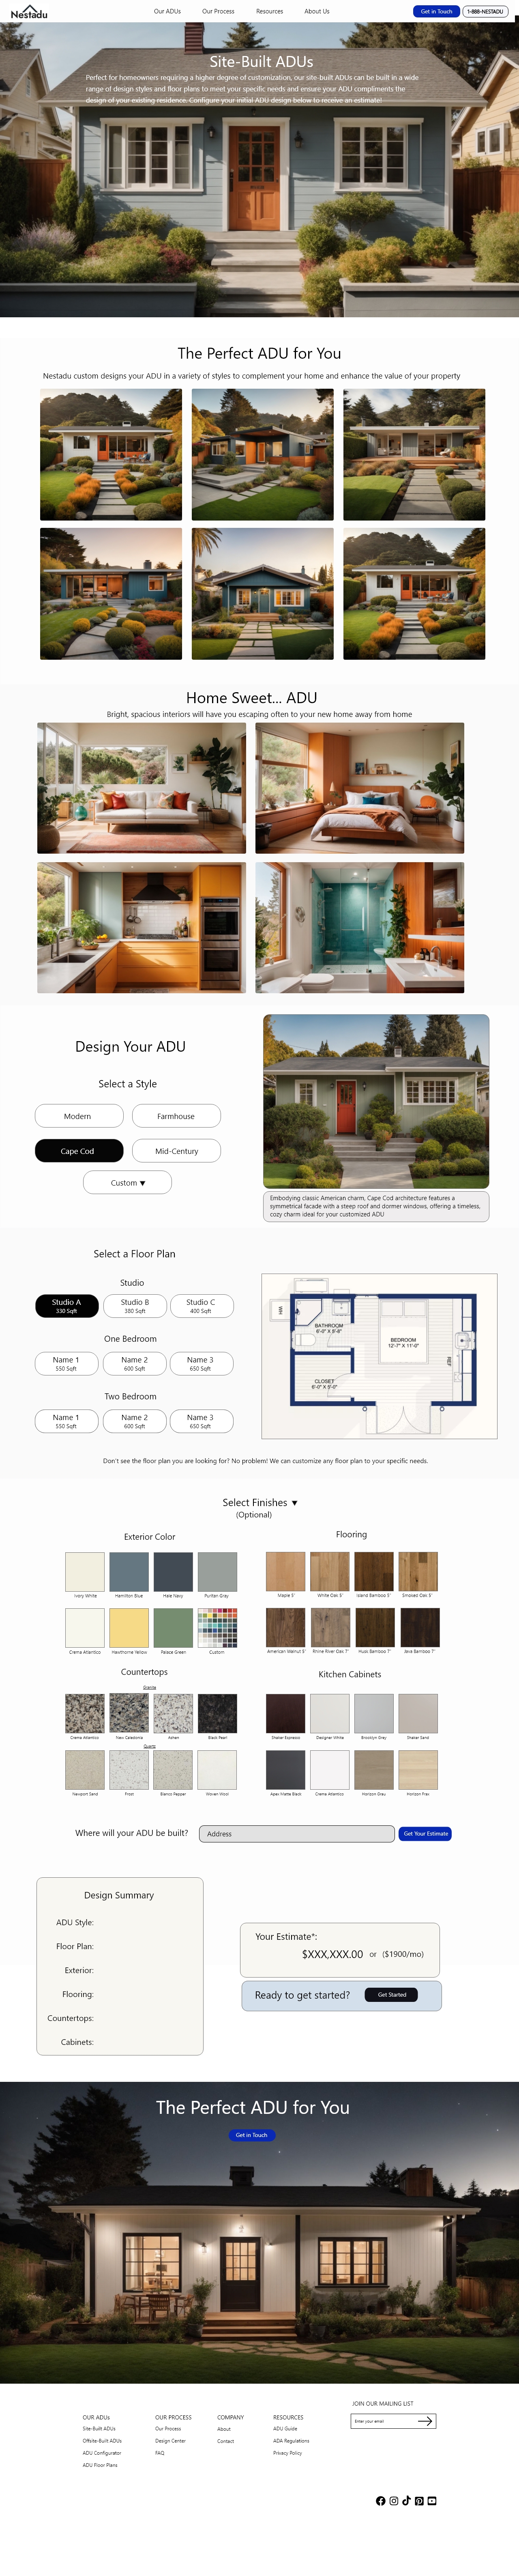 Nestadu
Our ADUs
Our Process
Resources
About Us
Get in Touch
1-888-NESTADU
Site-Built ADUs
Perfect for homeowners requiring a higher degree of customization, our site-built ADUs can be built in a wide
range of design styles and floor plans to meet your specific needs and ensure your ADU compliments the
design of your existing residence. Configure your initial ADU design below to receive an estimate!
The Perfect ADU for You
Nestadu custom designs your ADU in a variety of styles to complement your home and enhance the value of your property
Home Sweet... ADU
Bright, spacious interiors will have you escaping often to your new home away from home
Design Your ADU
Select a Style
Modern
Farmhouse
Cape Cod
Mid-Century
Custom ▼
Embodying classic American charm, Cape Cod architecture features a
symmetrical facade with a steep roof and dormer windows, offering a timeless,
cozy charm ideal for your customized ADU
Select a Floor Plan
Studio
Studio A
330 Sqft
Studio B
380 Sqft
Studio C
400 Sqft
One Bedroom
Name 1
550 Sqft
Name 2
600 Sqft
Name 3
650 Sqft
Two Bedroom
Name 1
550 Sqft
Name 2
600 Sqft
Name 3
650 Sqft
WH
BATHROOM
6'-0" X 9'-8"
BEDROOM
12'-7" X 11'-0"
REF
CLOSET
6'-0" X 5'-0"
Don't see the floor plan you are looking for? No problem! We can customize any floor plan to your specific needs.
Select Finishes ▼
(Optional)
Exterior Color
Ivory White
Hamilton Blue
Hale Navy
Puritan Gray
Crema Atlantico
Hawthorne Yellow
Palace Green
Custom
Flooring
Maple 5"
White Oak 5"
Island Bamboo 5"
Smoked Oak 5"
American Walnut 5"
Rhine River Oak 7"
Husk Bamboo 7"
Java Bamboo 7"
Countertops
Granite
Crema Atlantico
New Caledonia
Ashen
Black Pearl
Quartz
Newport Sand
Frost
Blanco Pepper
Woven Wool
Kitchen Cabinets
Shaker Espresso
Designer White
Brooklyn Grey
Shaker Sand
Apex Matte Black
Crema Atlantico
Horizon Grau
Horizon Frax
Where will your ADU be built?
Address
Get Your Estimate
Design Summary
ADU Style:
Floor Plan:
Exterior:
Flooring:
Countertops:
Cabinets:
Your Estimate*:
$XXX,XXX.00 or ($1900/mo)
Ready to get started?
Get Started
The Perfect ADU for You
Get in Touch
OUR ADUs
Site-Built ADUs
Offsite-Built ADUs
ADU Configurator
ADU Floor Plans
OUR PROCESS
Our Process
Design Center
FAQ
COMPANY
About
Contact
RESOURCES
ADU Guide
ADA Regulations
Privacy Policy
JOIN OUR MAILING LIST
Enter your email